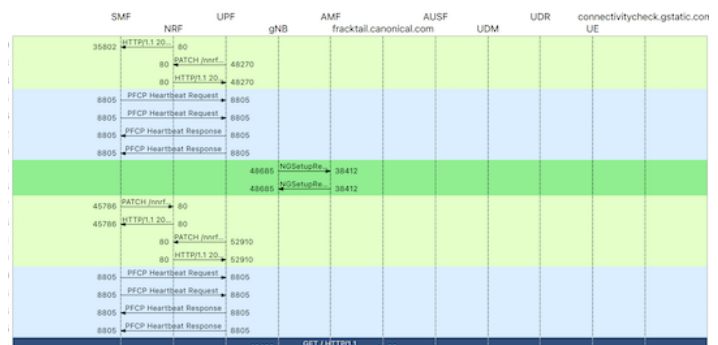 SMF UPF AMF AUSF UDR connectivitycheck.gstatic.com
NRF gNB fracktail.canonical.com UDM UE
35802 HTTP/1.1 20... 80
80 PATCH /nnrf... 48270
80 HTTP/1.1 20... 48270
8805 PFCP Heartbeat Request 8805
8805 PFCP Heartbeat Request 8805
8805 PFCP Heartbeat Response 8805
8805 PFCP Heartbeat Response 8805
48685 NGSetupRe... 38412
48685 NGSetupRe... 38412
45786 PATCH /nnrf... 80
45786 HTTP/1.1 20... 80
80 PATCH /nnrf... 52910
80 HTTP/1.1 20... 52910
8805 PFCP Heartbeat Request 8805
8805 PFCP Heartbeat Request 8805
8805 PFCP Heartbeat Response 8805
8805 PFCP Heartbeat Response 8805
GET / HTTP/1.1